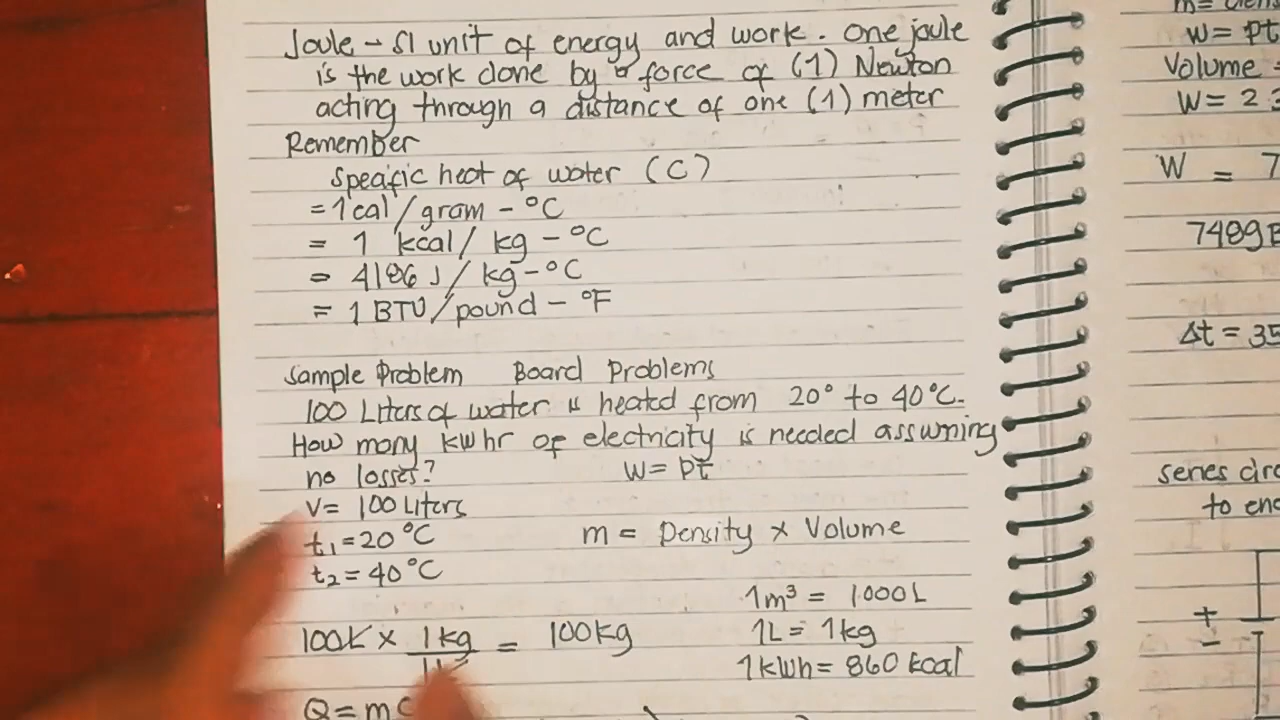 Joule - SI unit of energy and work. One joule
is the work done by a force of (1) Newton
acting through a distance of one (1) meter
Remember
Specific heat of water (C)
= 1 cal/gram - °C
= 1 kcal/kg - °C
= 4186 J/kg - °C
= 1 BTU/pound - °F
Sample Problem Board Problems
100 Liters of water is heated from 20° to 40°C.
How many kwhr of electricity is needed assuming
no losses? W = pt
V = 100 Liters
t₁ = 20 °C m = Density x Volume
t₂ = 40 °C
1m³ = 1000L
100L x 1kg = 100kg 1L = 1kg
1kwh = 860 kcal
Q = mc
W = pt
Volume =
W = 2.
W = 7
7489
Δt = 35
series
to
+
-